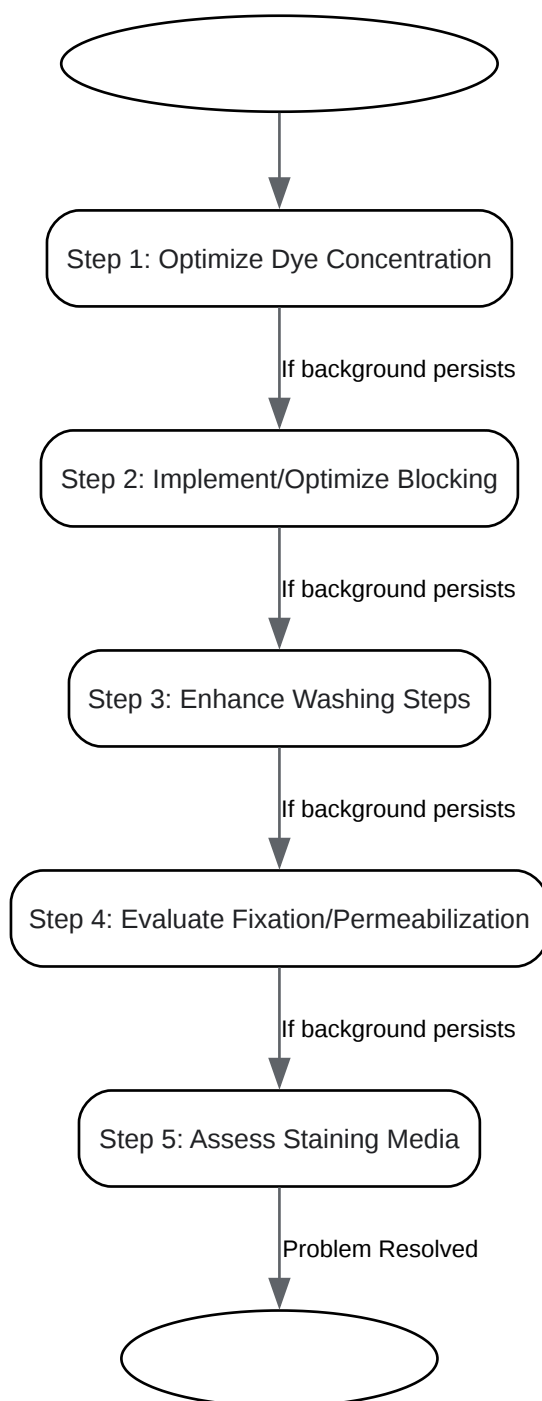 Step 1: Optimize Dye Concentration
If background persists
Step 2: Implement/Optimize Blocking
If background persists
Step 3: Enhance Washing Steps
If background persists
Step 4: Evaluate Fixation/Permeabilization
If background persists
Step 5: Assess Staining Media
Problem Resolved